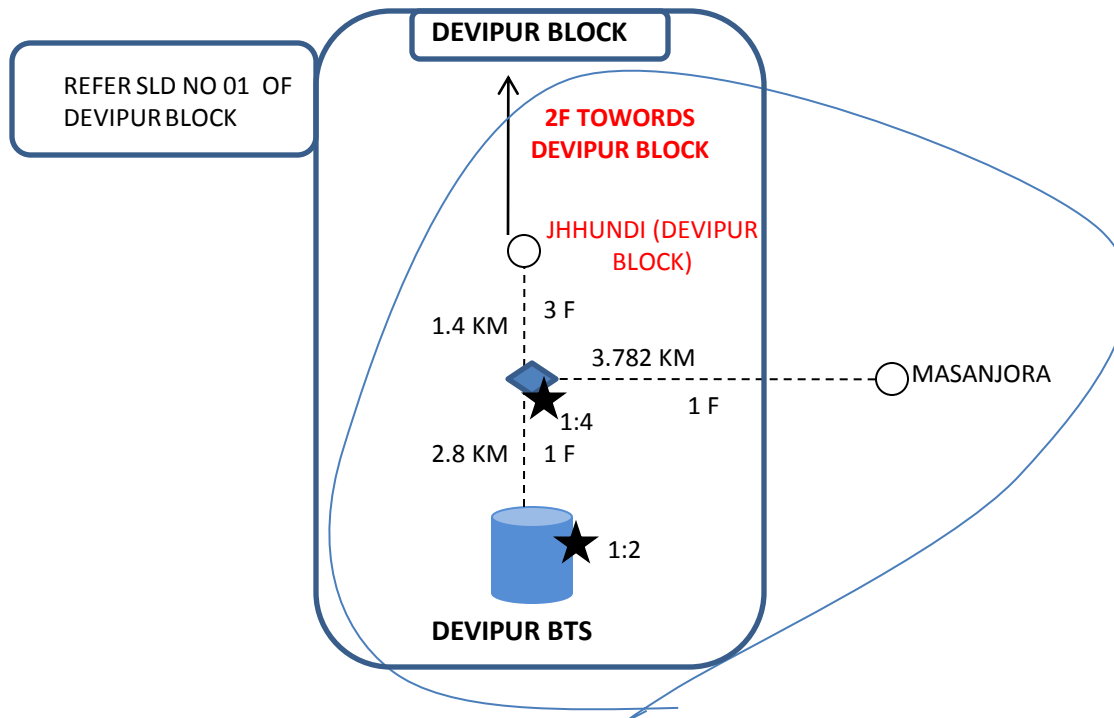 DEVIPUR BLOCK
REFER SLD NO 01 OF
DEVIPUR BLOCK
2F TOWORDS
DEVIPUR BLOCK
JHHUNDI (DEVIPUR
BLOCK)
3 F
1.4 KM
3.782 KM
MASANJORA
1 F
1:4
2.8 KM
1 F
1:2
DEVIPUR BTS